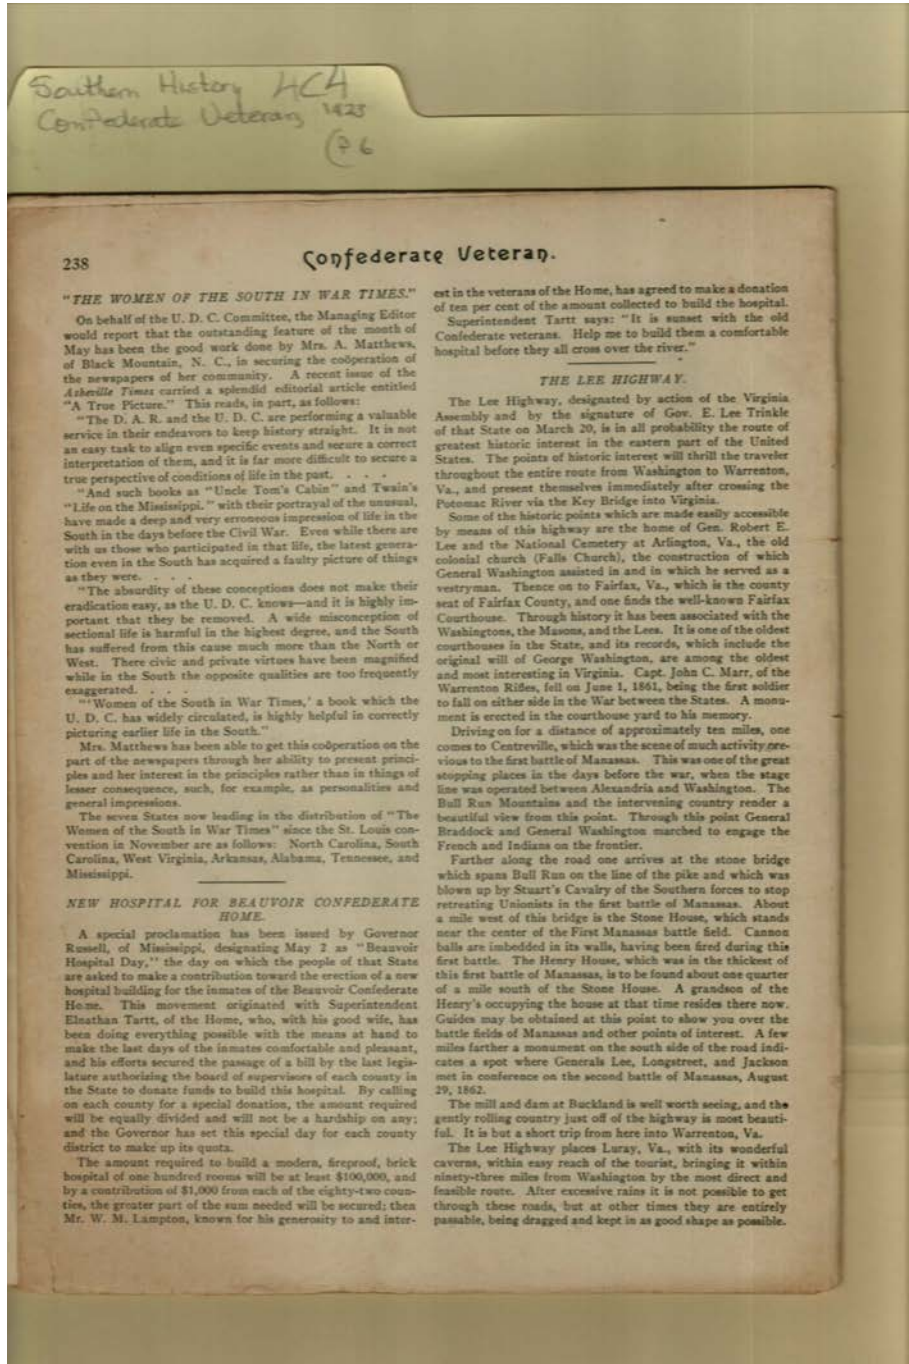 Southern History 4C4
Confederate Veteran 1923
(P 6
238
Confederate Veteran.
"THE WOMEN OF THE SOUTH IN WAR TIMES."
On behalf of the U. D. C. Committee, the Managing Editor
would report that the outstanding feature of the month of
May has been the good work done by Mrs. A. Matthews,
of Black Mountain, N. C., in securing the coöperation of
the newspapers of her community. A recent issue of the
Asheville Times carried a splendid editorial article entitled
"A True Picture." This reads, in part, as follows:
"The D. A. R. and the U. D. C. are performing a valuable
service in their endeavors to keep history straight. It is not
an easy task to align even specific events and secure a correct
interpretation of them, and it is far more difficult to secure a
true perspective of conditions of life in the past. . . .
"And such books as "Uncle Tom's Cabin" and Twain's
"Life on the Mississippi." with their portrayal of the unusual,
have made a deep and very erroneous impression of life in the
South in the days before the Civil War. Even while there are
with us those who participated in that life, the latest genera-
tion even in the South has acquired a faulty picture of things
as they were. . . .
"The absurdity of these conceptions does not make their
eradication easy, as the U. D. C. knows—and it is highly im-
portant that they be removed. A wide misconception of
sectional life is harmful in the highest degree, and the South
has suffered from this cause much more than the North or
West. There civic and private virtues have been magnified
while in the South the opposite qualities are too frequently
exaggerated. . . .
"'Women of the South in War Times,' a book which the
U. D. C. has widely circulated, is highly helpful in correctly
picturing earlier life in the South."
Mrs. Matthews has been able to get this coöperation on the
part of the newspapers through her ability to present princi-
ples and her interest in the principles rather than in things of
lesser consequence, such, for example, as personalities and
general impressions.
The seven States now leading in the distribution of "The
Women of the South in War Times" since the St. Louis con-
vention in November are as follows: North Carolina, South
Carolina, West Virginia, Arkansas, Alabama, Tennessee, and
Mississippi.
NEW HOSPITAL FOR BEAUVOIR CONFEDERATE
HOME.
A special proclamation has been issued by Governor
Russell, of Mississippi, designating May 2 as "Beauvoir
Hospital Day," the day on which the people of that State
are asked to make a contribution toward the erection of a new
hospital building for the inmates of the Beauvoir Confederate
Home. This movement originated with Superintendent
Elnathan Tartt, of the Home, who, with his good wife, has
been doing everything possible with the means at hand to
make the last days of the inmates comfortable and pleasant,
and his efforts secured the passage of a bill by the last legis-
lature authorizing the board of supervisors of each county in
the State to donate funds to build this hospital. By calling
on each county for a special donation, the amount required
will be equally divided and will not be a hardship on any;
and the Governor has set this special day for each county
district to make up its quota.
The amount required to build a modern, fireproof, brick
hospital of one hundred rooms will be at least $100,000, and
by a contribution of $1,000 from each of the eighty-two coun-
ties, the greater part of the sum needed will be secured; then
Mr. W. M. Lampton, known for his generosity to and inter-
est in the veterans of the Home, has agreed to make a donation
of ten per cent of the amount collected to build the hospital.
Superintendent Tartt says: "It is sunset with the old
Confederate veterans. Help me to build them a comfortable
hospital before they all cross over the river."
THE LEE HIGHWAY.
The Lee Highway, designated by action of the Virginia
Assembly and by the signature of Gov. E. Lee Trinkle
of that State on March 20, is in all probability the route of
greatest historic interest in the eastern part of the United
States. The points of historic interest will thrill the traveler
throughout the entire route from Washington to Warrenton,
Va., and present themselves immediately after crossing the
Potomac River via the Key Bridge into Virginia.
Some of the historic points which are made easily accessible
by means of this highway are the home of Gen. Robert E.
Lee and the National Cemetery at Arlington, Va., the old
colonial church (Falls Church), the construction of which
General Washington assisted in and in which he served as a
vestryman. Thence on to Fairfax, Va., which is the county
seat of Fairfax County, and one finds the well-known Fairfax
Courthouse. Through history it has been associated with the
Washingtons, the Masons, and the Lees. It is one of the oldest
courthouses in the State, and its records, which include the
original will of George Washington, are among the oldest
and most interesting in Virginia. Capt. John C. Marr, of the
Warrenton Rifles, fell on June 1, 1861, being the first soldier
to fall on either side in the War between the States. A monu-
ment is erected in the courthouse yard to his memory.
Driving on for a distance of approximately ten miles, one
comes to Centreville, which was the scene of much activity pre-
vious to the first battle of Manassas. This was one of the great
stopping places in the days before the war, when the stage
line was operated between Alexandria and Washington. The
Bull Run Mountains and the intervening country render a
beautiful view from this point. Through this point General
Braddock and General Washington marched to engage the
French and Indians on the frontier.
Farther along the road one arrives at the stone bridge
which spans Bull Run on the line of the pike and which was
blown up by Stuart's Cavalry of the Southern forces to stop
retreating Unionists in the first battle of Manassas. About
a mile west of this bridge is the Stone House, which stands
near the center of the First Manassas battle field. Cannon
balls are imbedded in its walls, having been fired during this
first battle. The Henry House, which was in the thickest of
this first battle of Manassas, is to be found about one quarter
of a mile south of the Stone House. A grandson of the
Henry's occupying the house at that time resides there now.
Guides may be obtained at this point to show you over the
battle fields of Manassas and other points of interest. A few
miles farther a monument on the south side of the road indi-
cates a spot where Generals Lee, Longstreet, and Jackson
met in conference on the second battle of Manassas, August
29, 1862.
The mill and dam at Buckland is well worth seeing, and the
gently rolling country just off of the highway is most beauti-
ful. It is but a short trip from here into Warrenton, Va.
The Lee Highway places Luray, Va., with its wonderful
caverns, within easy reach of the tourist, bringing it within
ninety-three miles from Washington by the most direct and
feasible route. After excessive rains it is not possible to get
through these roads, but at other times they are entirely
passable, being dragged and kept in as good shape as possible.